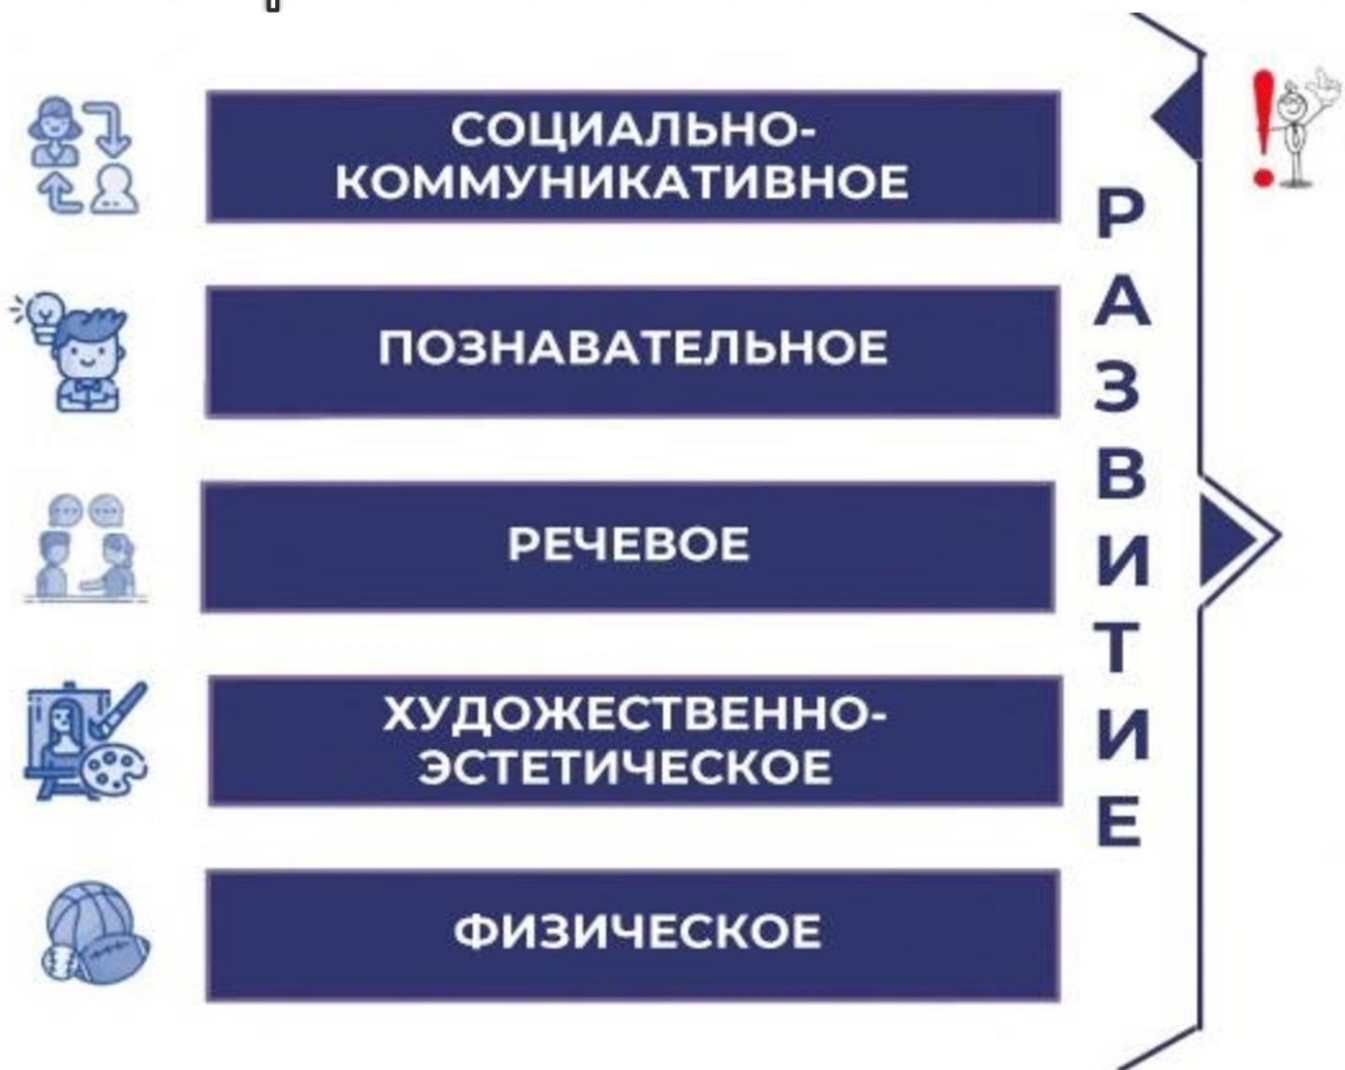 СОЦИАЛЬНО-
КОММУНИКАТИВНОЕ
ПОЗНАВАТЕЛЬНОЕ
РЕЧЕВОЕ
ХУДОЖЕСТВЕННО-
ЭСТЕТИЧЕСКОЕ
ФИЗИЧЕСКОЕ
РАЗВИТИЕ